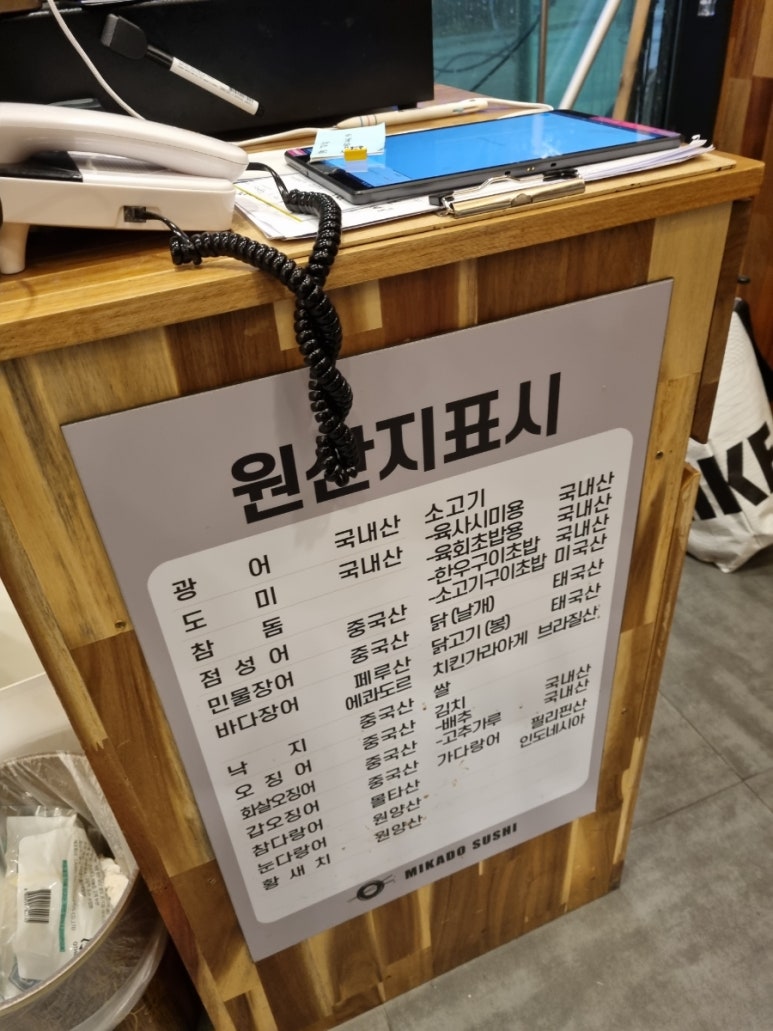 원산지표시
광어 국내산
도미 국내산
참돔
점성어 중국산
민물장어 중국산
바다장어 페루산
에콰도르
낙지 중국산
오징어 중국산
화살오징어 중국산
갑오징어 중국산
참다랑어 몰타산
눈다랑어 원양산
황새치 원양산
소고기
-육사시미용 국내산
-육회초밥용 국내산
-한우구이초밥 국내산
-소고기구이초밥 미국산
닭(날개) 태국산
닭고기(봉) 태국산
치킨가라아게 브라질산
쌀
김치
-배추 국내산
-고추가루 국내산
가다랑어 필리핀산
인도네시아
MIKADO SUSHI